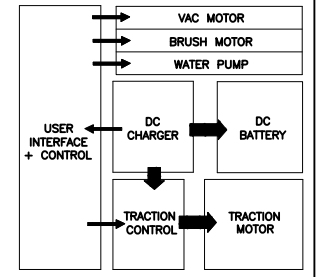 VAC MOTOR
BRUSH MOTOR
WATER PUMP
USER
INTERFACE
+ CONTROL
DC
CHARGER
DC
BATTERY
TRACTION
CONTROL
TRACTION
MOTOR